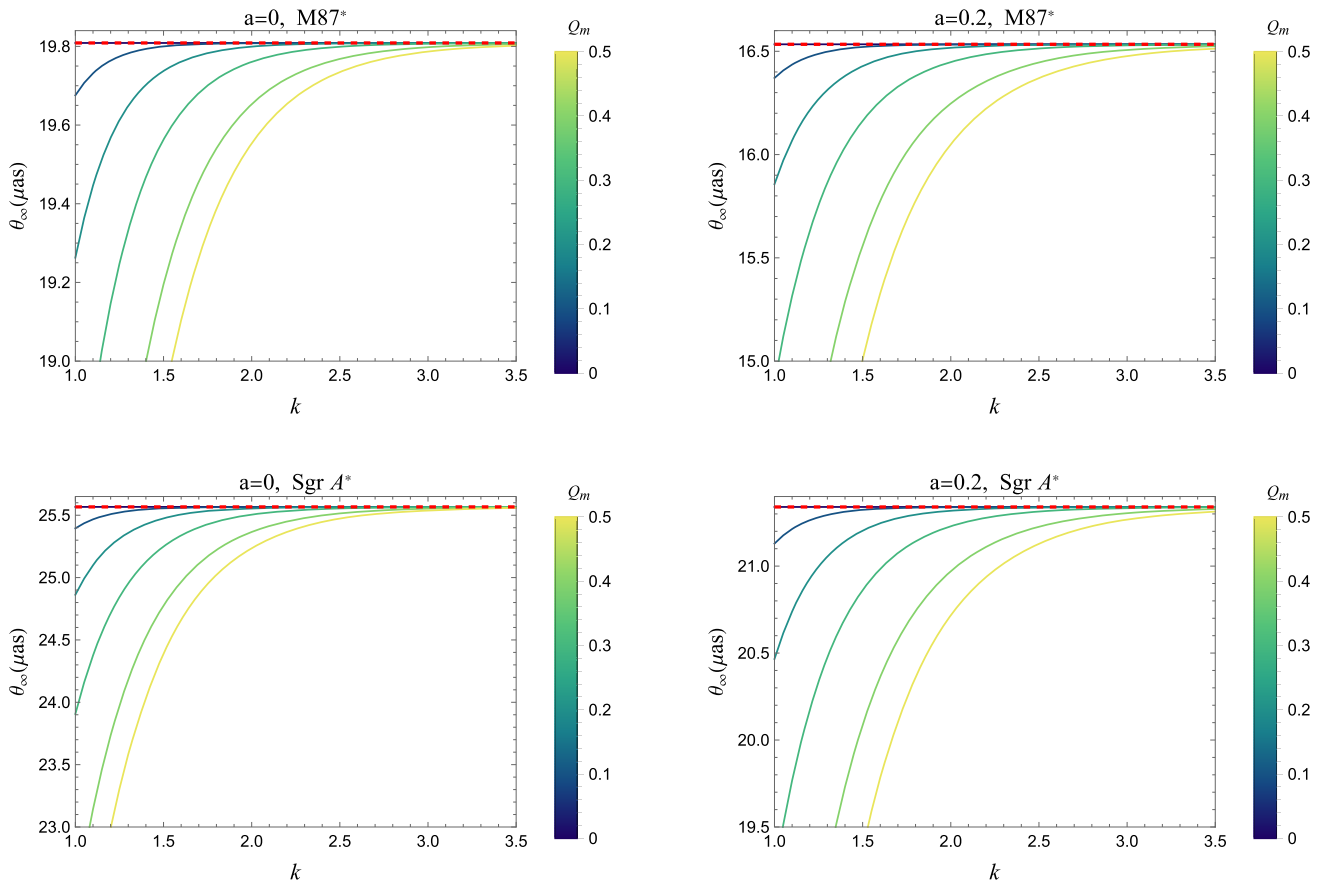 a=0, M87*
Q_m
19.8
19.6
19.4
19.2
19.0
θ∞(μas)
1.0 1.5 2.0 2.5 3.0 3.5
k
0.5
0.4
0.3
0.2
0.1
0
a=0.2, M87*
Q_m
16.5
16.0
15.5
15.0
θ∞(μas)
1.0 1.5 2.0 2.5 3.0 3.5
k
0.5
0.4
0.3
0.2
0.1
0
a=0, Sgr A*
Q_m
25.5
25.0
24.5
24.0
23.5
23.0
θ∞(μas)
1.0 1.5 2.0 2.5 3.0 3.5
k
0.5
0.4
0.3
0.2
0.1
0
a=0.2, Sgr A*
Q_m
21.0
20.5
20.0
19.5
θ∞(μas)
1.0 1.5 2.0 2.5 3.0 3.5
k
0.5
0.4
0.3
0.2
0.1
0